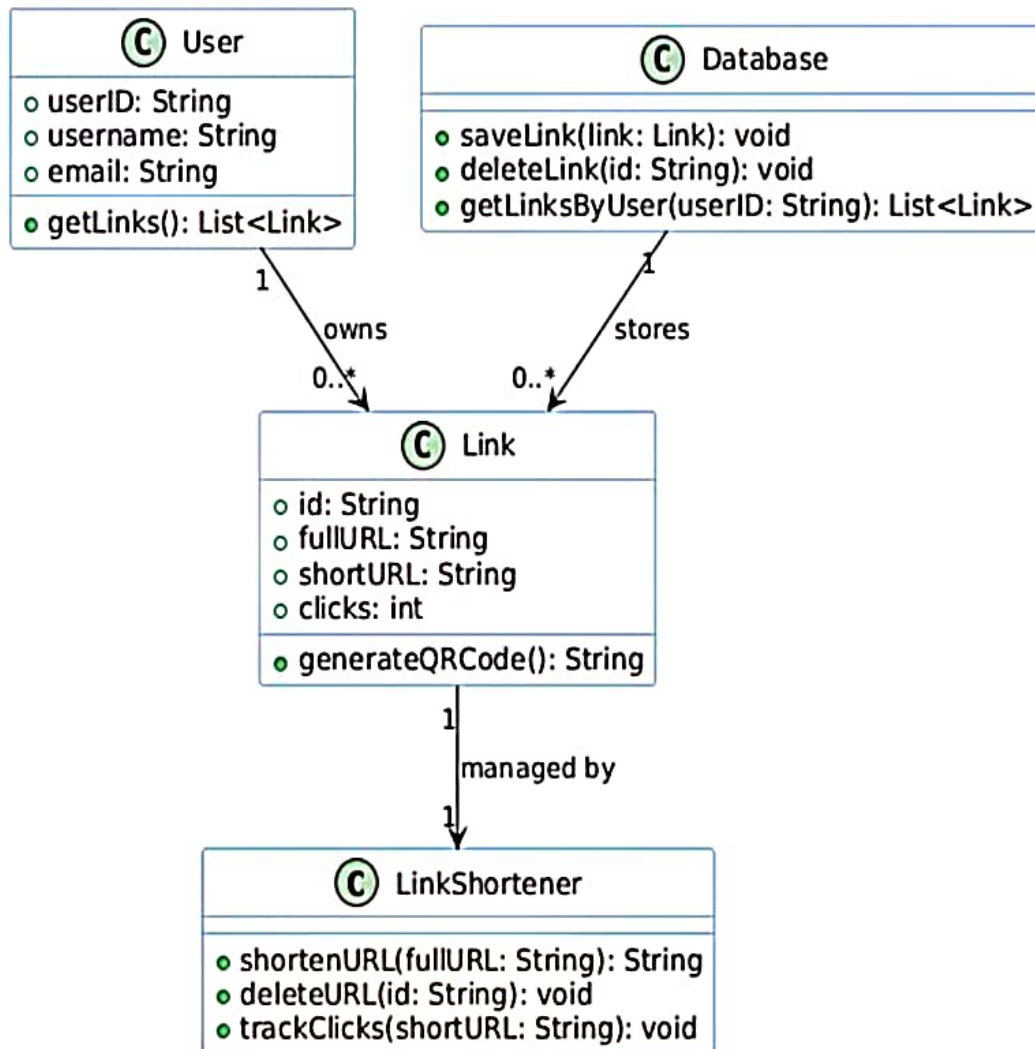 C User
userID: String
username: String
email: String
getLinks(): List<Link>
C Database
saveLink(link: Link): void
deleteLink(id: String): void
getLinksByUser(userID: String): List<Link>
1
1
owns
stores
0..*
0..*
C Link
id: String
fullURL: String
shortURL: String
clicks: int
generateQRCode(): String
1
managed by
1
C LinkShortener
shortenURL(fullURL: String): String
deleteURL(id: String): void
trackClicks(shortURL: String): void